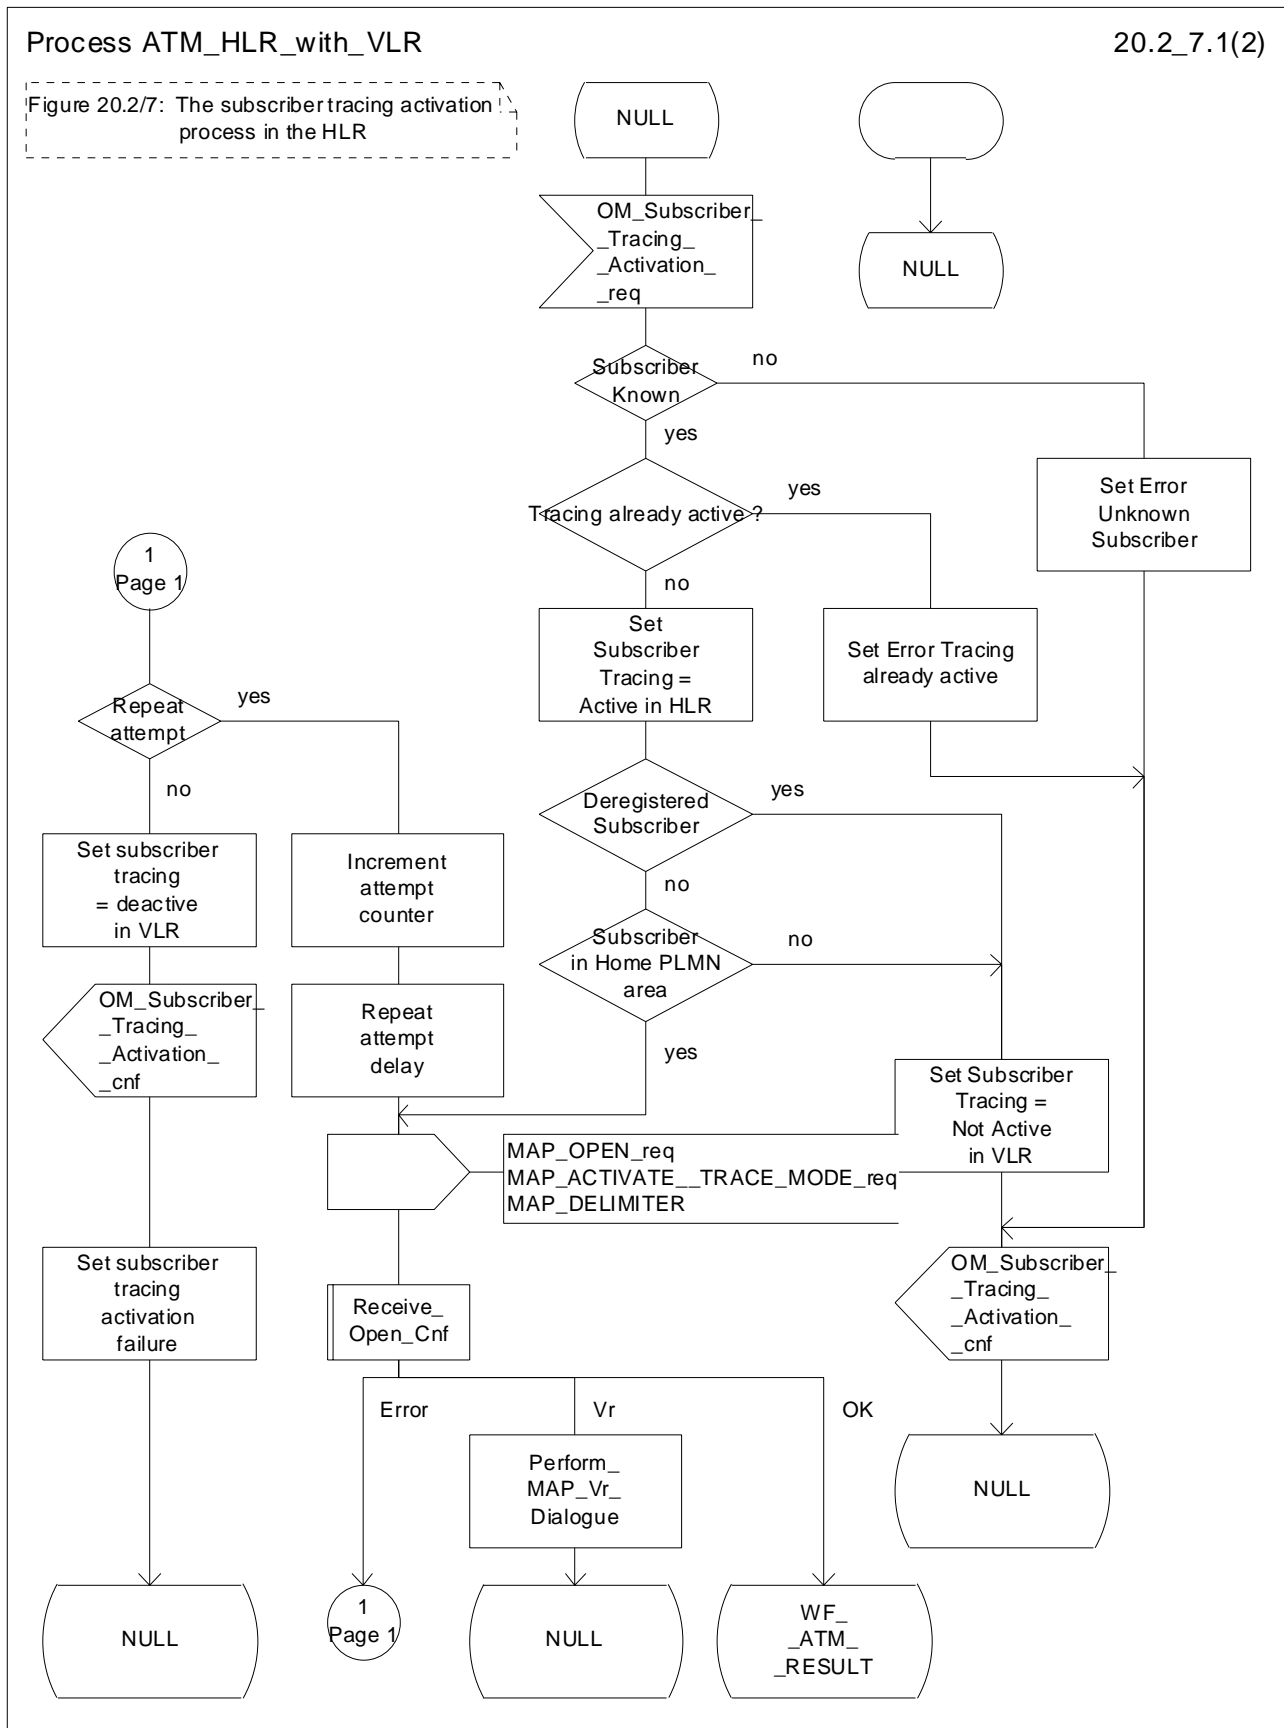 Process ATM_HLR_with_VLR
20.2_7.1(2)
Figure 20.2/7: The subscriber tracing activation
process in the HLR
NULL
NULL
OM_Subscriber_
_Tracing_
_Activation_
_req
Subscriber
Known
no
yes
Set Error
Unknown
Subscriber
Tracing already active ?
yes
no
1
Page 1
Set
Subscriber
Tracing =
Active in HLR
Set Error Tracing
already active
Repeat
attempt
yes
no
Deregistered
Subscriber
yes
no
Set subscriber
tracing
= deactive
in VLR
Increment
attempt
counter
Subscriber
in Home PLMN
area
no
yes
OM_Subscriber_
_Tracing_
_Activation_
_cnf
Repeat
attempt
delay
Set Subscriber
Tracing =
Not Active
in VLR
MAP_OPEN_req
MAP_ACTIVATE__TRACE_MODE_req
MAP_DELIMITER
Set subscriber
tracing
activation
failure
Receive_
Open_Cnf
OM_Subscriber_
_Tracing_
_Activation_
_cnf
Error
Vr
OK
Perform_
MAP_Vr_
Dialogue
NULL
NULL
1
Page 1
NULL
WF_
_ATM_
_RESULT